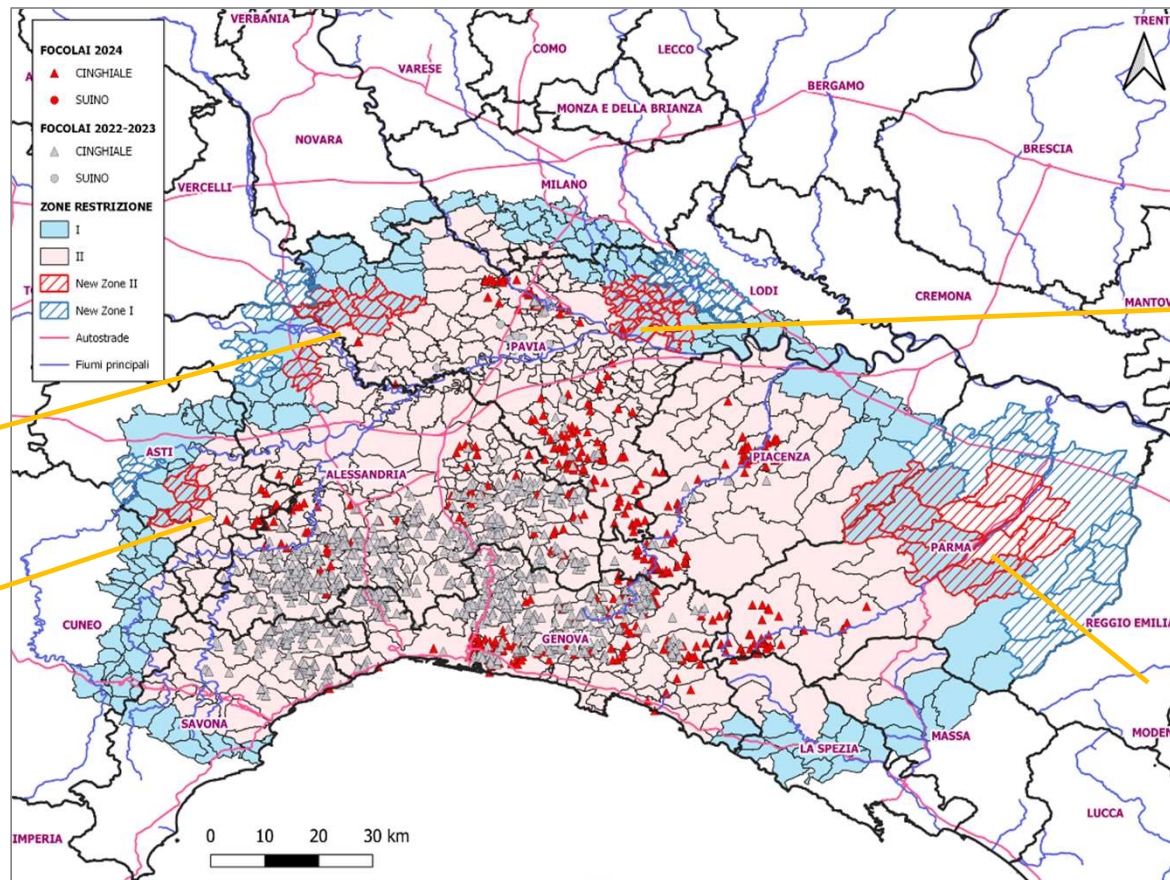 VERBANIA
TRENT
FOCOLAI 2024
CINGHIALE
SUINO
FOCOLAI 2022-2023
CINGHIALE
SUINO
ZONE RESTRIZIONE
I
II
New Zone II
New Zone I
Autostrade
Fiumi principali
COMO
LECCO
VARESE
BERGAMO
MONZA E DELLA BRIANZA
NOVARA
BRESCIA
VERCELLI
MILANO
LODI
CREMONA
MANTOV
PAVIA
ASTI
ALESSANDRIA
PIACENZA
PARMA
CUNEO
GENOVA
REGGIO EMILIA
SAVONA
MASSA
MODEN
LA SPEZIA
LUCCA
IMPERIA
0 10 20 30 km